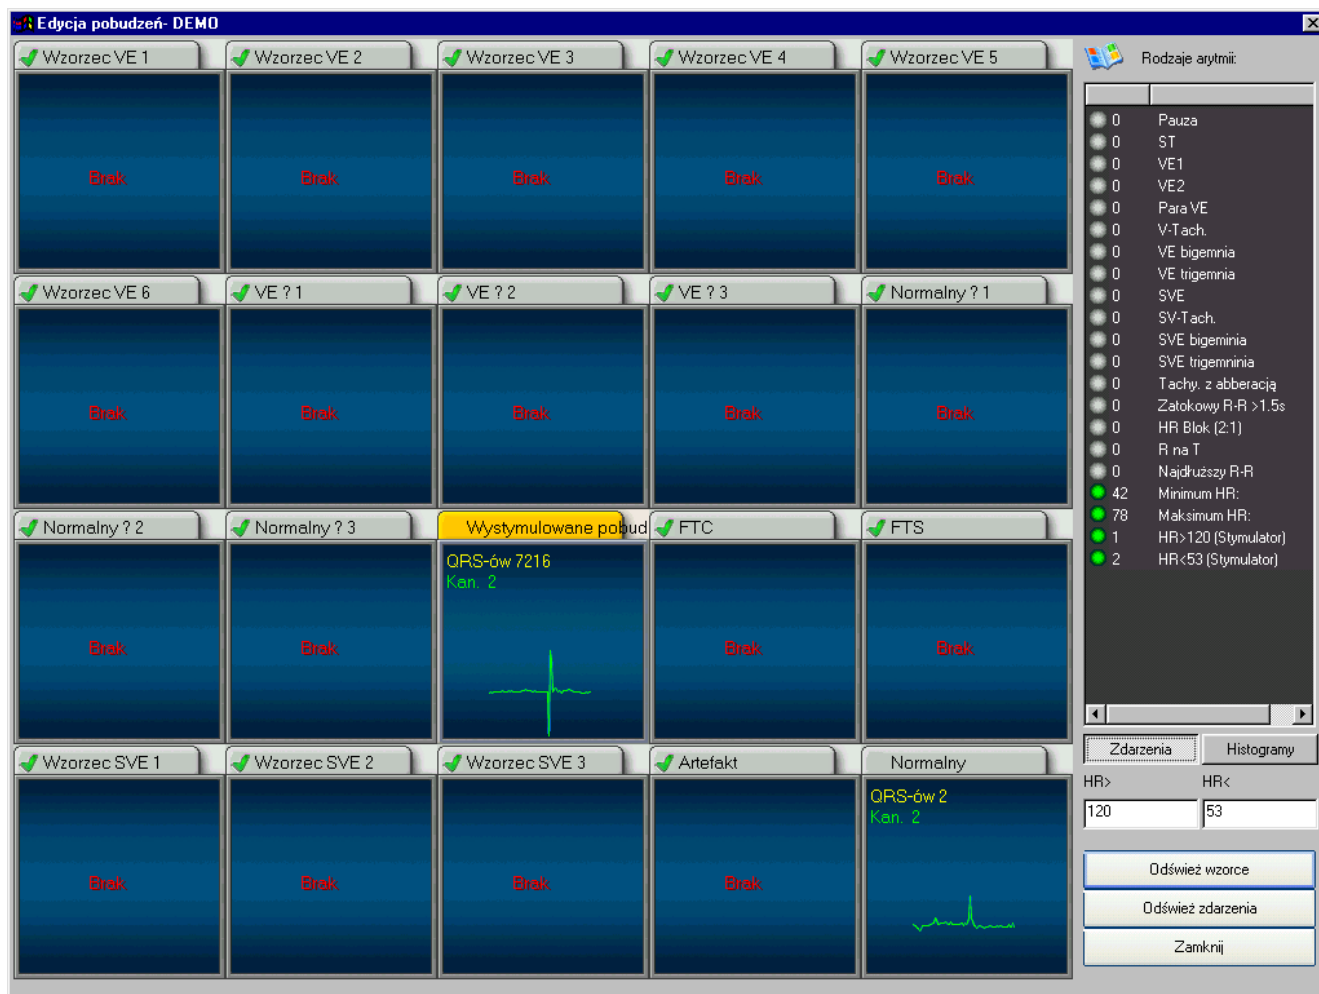 Edycja pobudzeń- DEMO
Wzorzec VE 1
Wzorzec VE 2
Wzorzec VE 3
Wzorzec VE 4
Wzorzec VE 5
Brak
Brak
Brak
Brak
Brak
Wzorzec VE 6
VE ? 1
VE ? 2
VE ? 3
Normalny ? 1
Brak
Brak
Brak
Brak
Brak
Normalny ? 2
Normalny ? 3
Wystymulowane pobud
FTC
FTS
Brak
Brak
QRS-ów 7216
Kan. 2
Brak
Brak
Wzorzec SVE 1
Wzorzec SVE 2
Wzorzec SVE 3
Artefakt
Normalny
Brak
Brak
Brak
Brak
QRS-ów 2
Kan. 2
Rodzaje arytmii:
0 Pauza
0 ST
0 VE1
0 VE2
0 Para VE
0 V-Tach.
0 VE bigemnia
0 VE trigemnia
0 SVE
0 SV-Tach.
0 SVE bigeminia
0 SVE trigemninia
0 Tachy. z abberacją
0 Zatokowy R-R >1.5s
0 HR Blok (2:1)
0 R na T
0 Najdłuższy R-R
42 Minimum HR:
78 Maksimum HR:
1 HR>120 (Stymulator)
2 HR<53 (Stymulator)
Zdarzenia Histogramy
HR> HR<
120 53
Odśwież wzorce
Odśwież zdarzenia
Zamknij